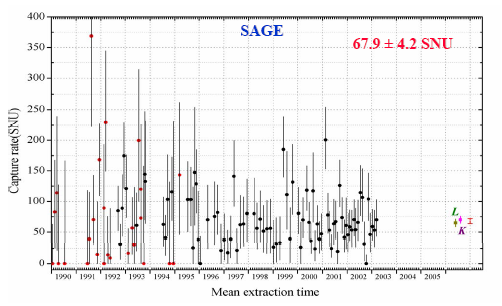 SAGE
67.9 ± 4.2 SNU
Capture rate(SNU)
400
350
300
250
200
150
100
50
0
L
K
1990 1991 1992 1993 1994 1995 1996 1997 1998 1999 2000 2001 2002 2003 2004 2005
Mean extraction time